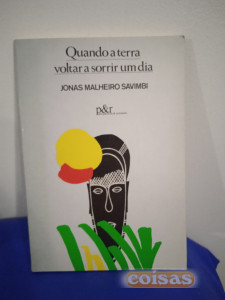 Quando a terra
voltar a sorrir um dia
JONAS MALHEIRO SAVIMBI
p&r
coisas